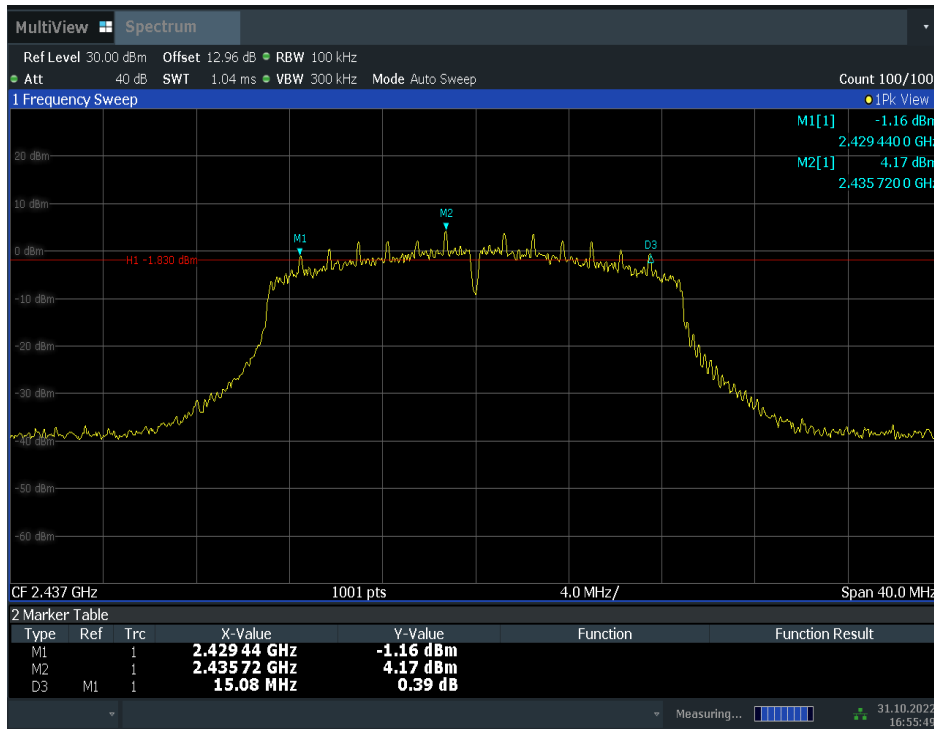 MultiView Spectrum
Ref Level 30.00 dBm Offset 12.96 dB RBW 100 kHz
Att 40 dB SWT 1.04 ms VBW 300 kHz Mode Auto Sweep Count 100/100
1 Frequency Sweep 1Pk View
M1[1] -1.16 dBm
2.429 440 0 GHz
20 dBm
M2[1] 4.17 dBm
2.435 720 0 GHz
10 dBm
M2
M1
D3
0 dBm
H1 -1.830 dBm
-10 dBm
-20 dBm
-30 dBm
-40 dBm
-50 dBm
-60 dBm
CF 2.437 GHz 1001 pts 4.0 MHz/ Span 40.0 MHz
2 Marker Table
Type Ref Trc X-Value Y-Value Function Function Result
M1 1 2.429 44 GHz -1.16 dBm
M2 1 2.435 72 GHz 4.17 dBm
D3 M1 1 15.08 MHz 0.39 dB
Measuring... 31.10.2022
16:55:49